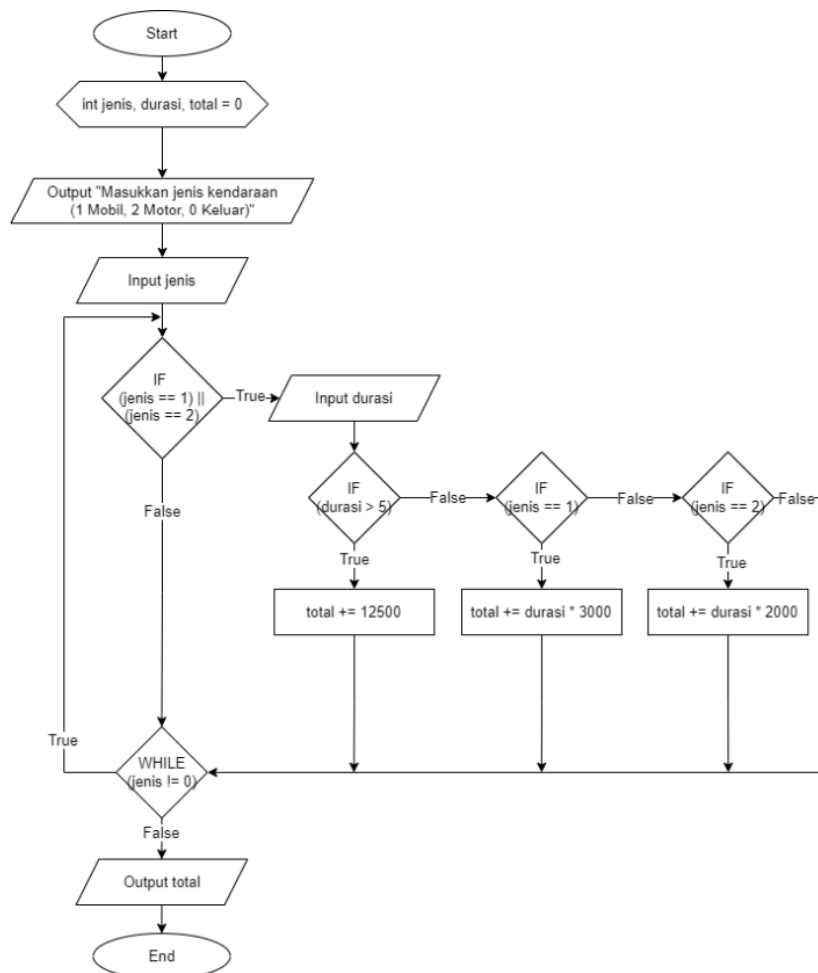 Start
int jenis, durasi, total = 0
Output "Masukkan jenis kendaraan
(1 Mobil, 2 Motor, 0 Keluar)"
Input jenis
IF
(jenis == 1) ||
(jenis == 2)
True
Input durasi
False
IF
(durasi > 5)
False
IF
(jenis == 1)
False
IF
(jenis == 2)
False
True
True
True
total += 12500
total += durasi * 3000
total += durasi * 2000
True
WHILE
(jenis != 0)
False
Output total
End